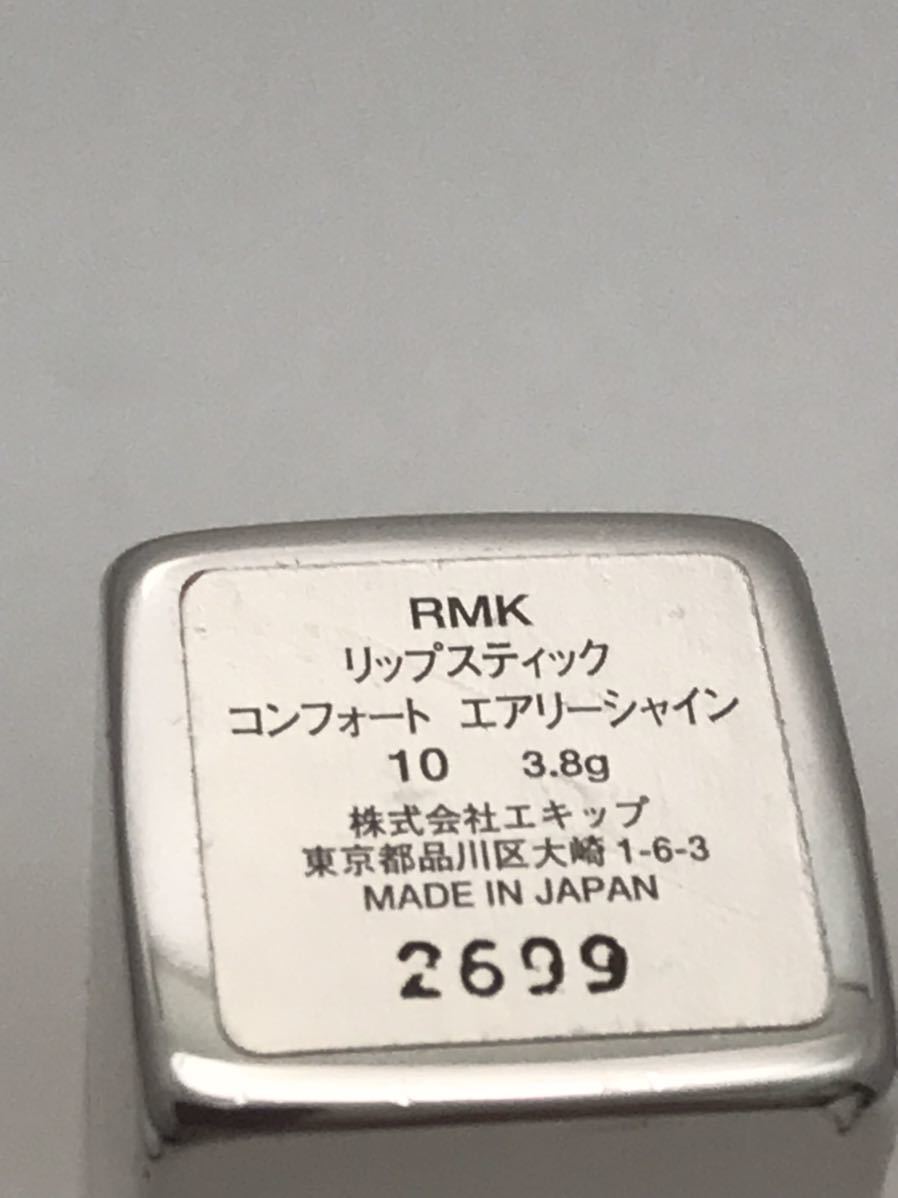 RMK
リップスティック
コンフォート エアリーシャイン
10 3.8g
株式会社エキップ
東京都品川区大崎1-6-3
MADE IN JAPAN
2699